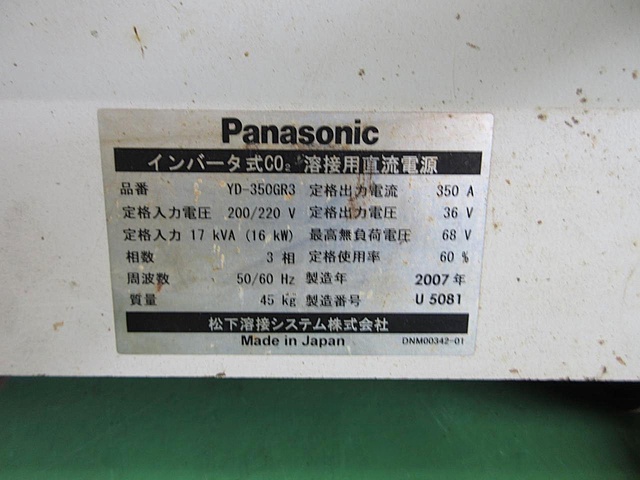 Panasonic
インバータ式CO₂ 溶接用直流電源
品番 YD-350GR3 定格出力電流 350 A
定格入力電圧 200/220 V 定格出力電圧 36 V
定格入力 17 kVA (16 kW) 最高無負荷電圧 68 V
相数 3 相 定格使用率 60 %
周波数 50/60 Hz 製造年 2007年
質量 45 kg 製造番号 U 5081
松下溶接システム株式会社
Made in Japan DNM00342-01